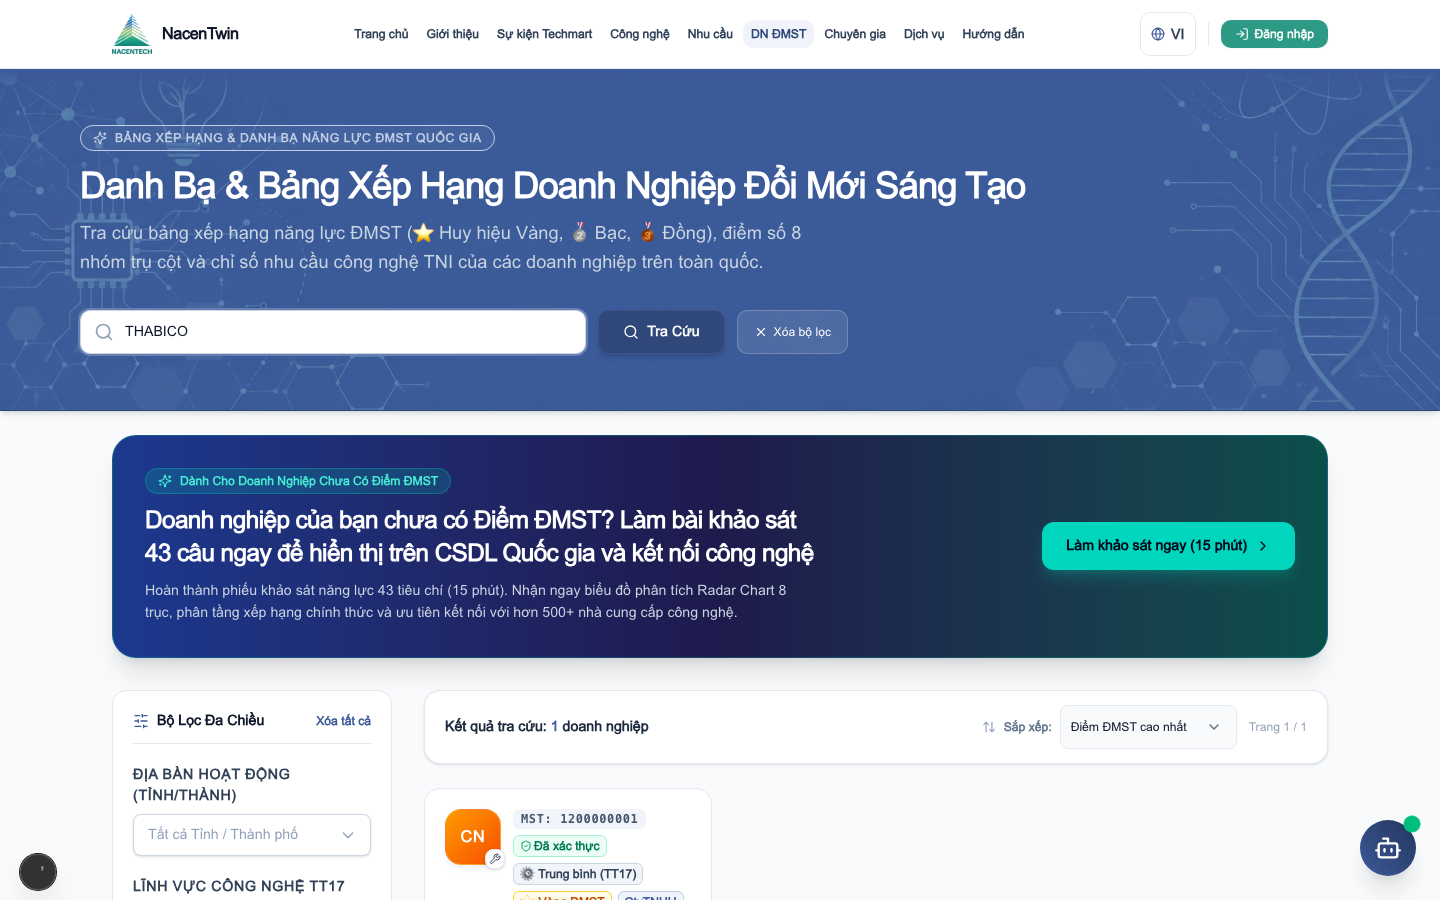 NACENTECH
NacenTwin
Trang chủ
Giới thiệu
Sự kiện Techmart
Công nghệ
Nhu cầu
DN ĐMST
Chuyên gia
Dịch vụ
Hướng dẫn
VI
Đăng nhập
BẢNG XẾP HẠNG & DANH BẠ NĂNG LỰC ĐMST QUỐC GIA
Danh Bạ & Bảng Xếp Hạng Doanh Nghiệp Đổi Mới Sáng Tạo
Tra cứu bảng xếp hạng năng lực ĐMST (⭐ Huy hiệu Vàng, 🥈 Bạc, 🥉 Đồng), điểm số 8
nhóm trụ cột và chỉ số nhu cầu công nghệ TNI của các doanh nghiệp trên toàn quốc.
THABICO
Tra Cứu
Xóa bộ lọc
Dành Cho Doanh Nghiệp Chưa Có Điểm ĐMST
Doanh nghiệp của bạn chưa có Điểm ĐMST? Làm bài khảo sát
43 câu ngay để hiển thị trên CSDL Quốc gia và kết nối công nghệ
Hoàn thành phiếu khảo sát năng lực 43 tiêu chí (15 phút). Nhận ngay biểu đồ phân tích Radar Chart 8
trục, phân tầng xếp hạng chính thức và ưu tiên kết nối với hơn 500+ nhà cung cấp công nghệ.
Làm khảo sát ngay (15 phút)
Bộ Lọc Đa Chiều
Xóa tất cả
ĐỊA BÀN HOẠT ĐỘNG
(TỈNH/THÀNH)
Tất cả Tỉnh / Thành phố
LĨNH VỰC CÔNG NGHỆ TT17
Kết quả tra cứu: 1 doanh nghiệp
Sắp xếp:
Điểm ĐMST cao nhất
Trang 1 / 1
CN
MST: 1200000001
Đã xác thực
Trung bình (TT17)
Vàng ĐMST
Cty TNHH